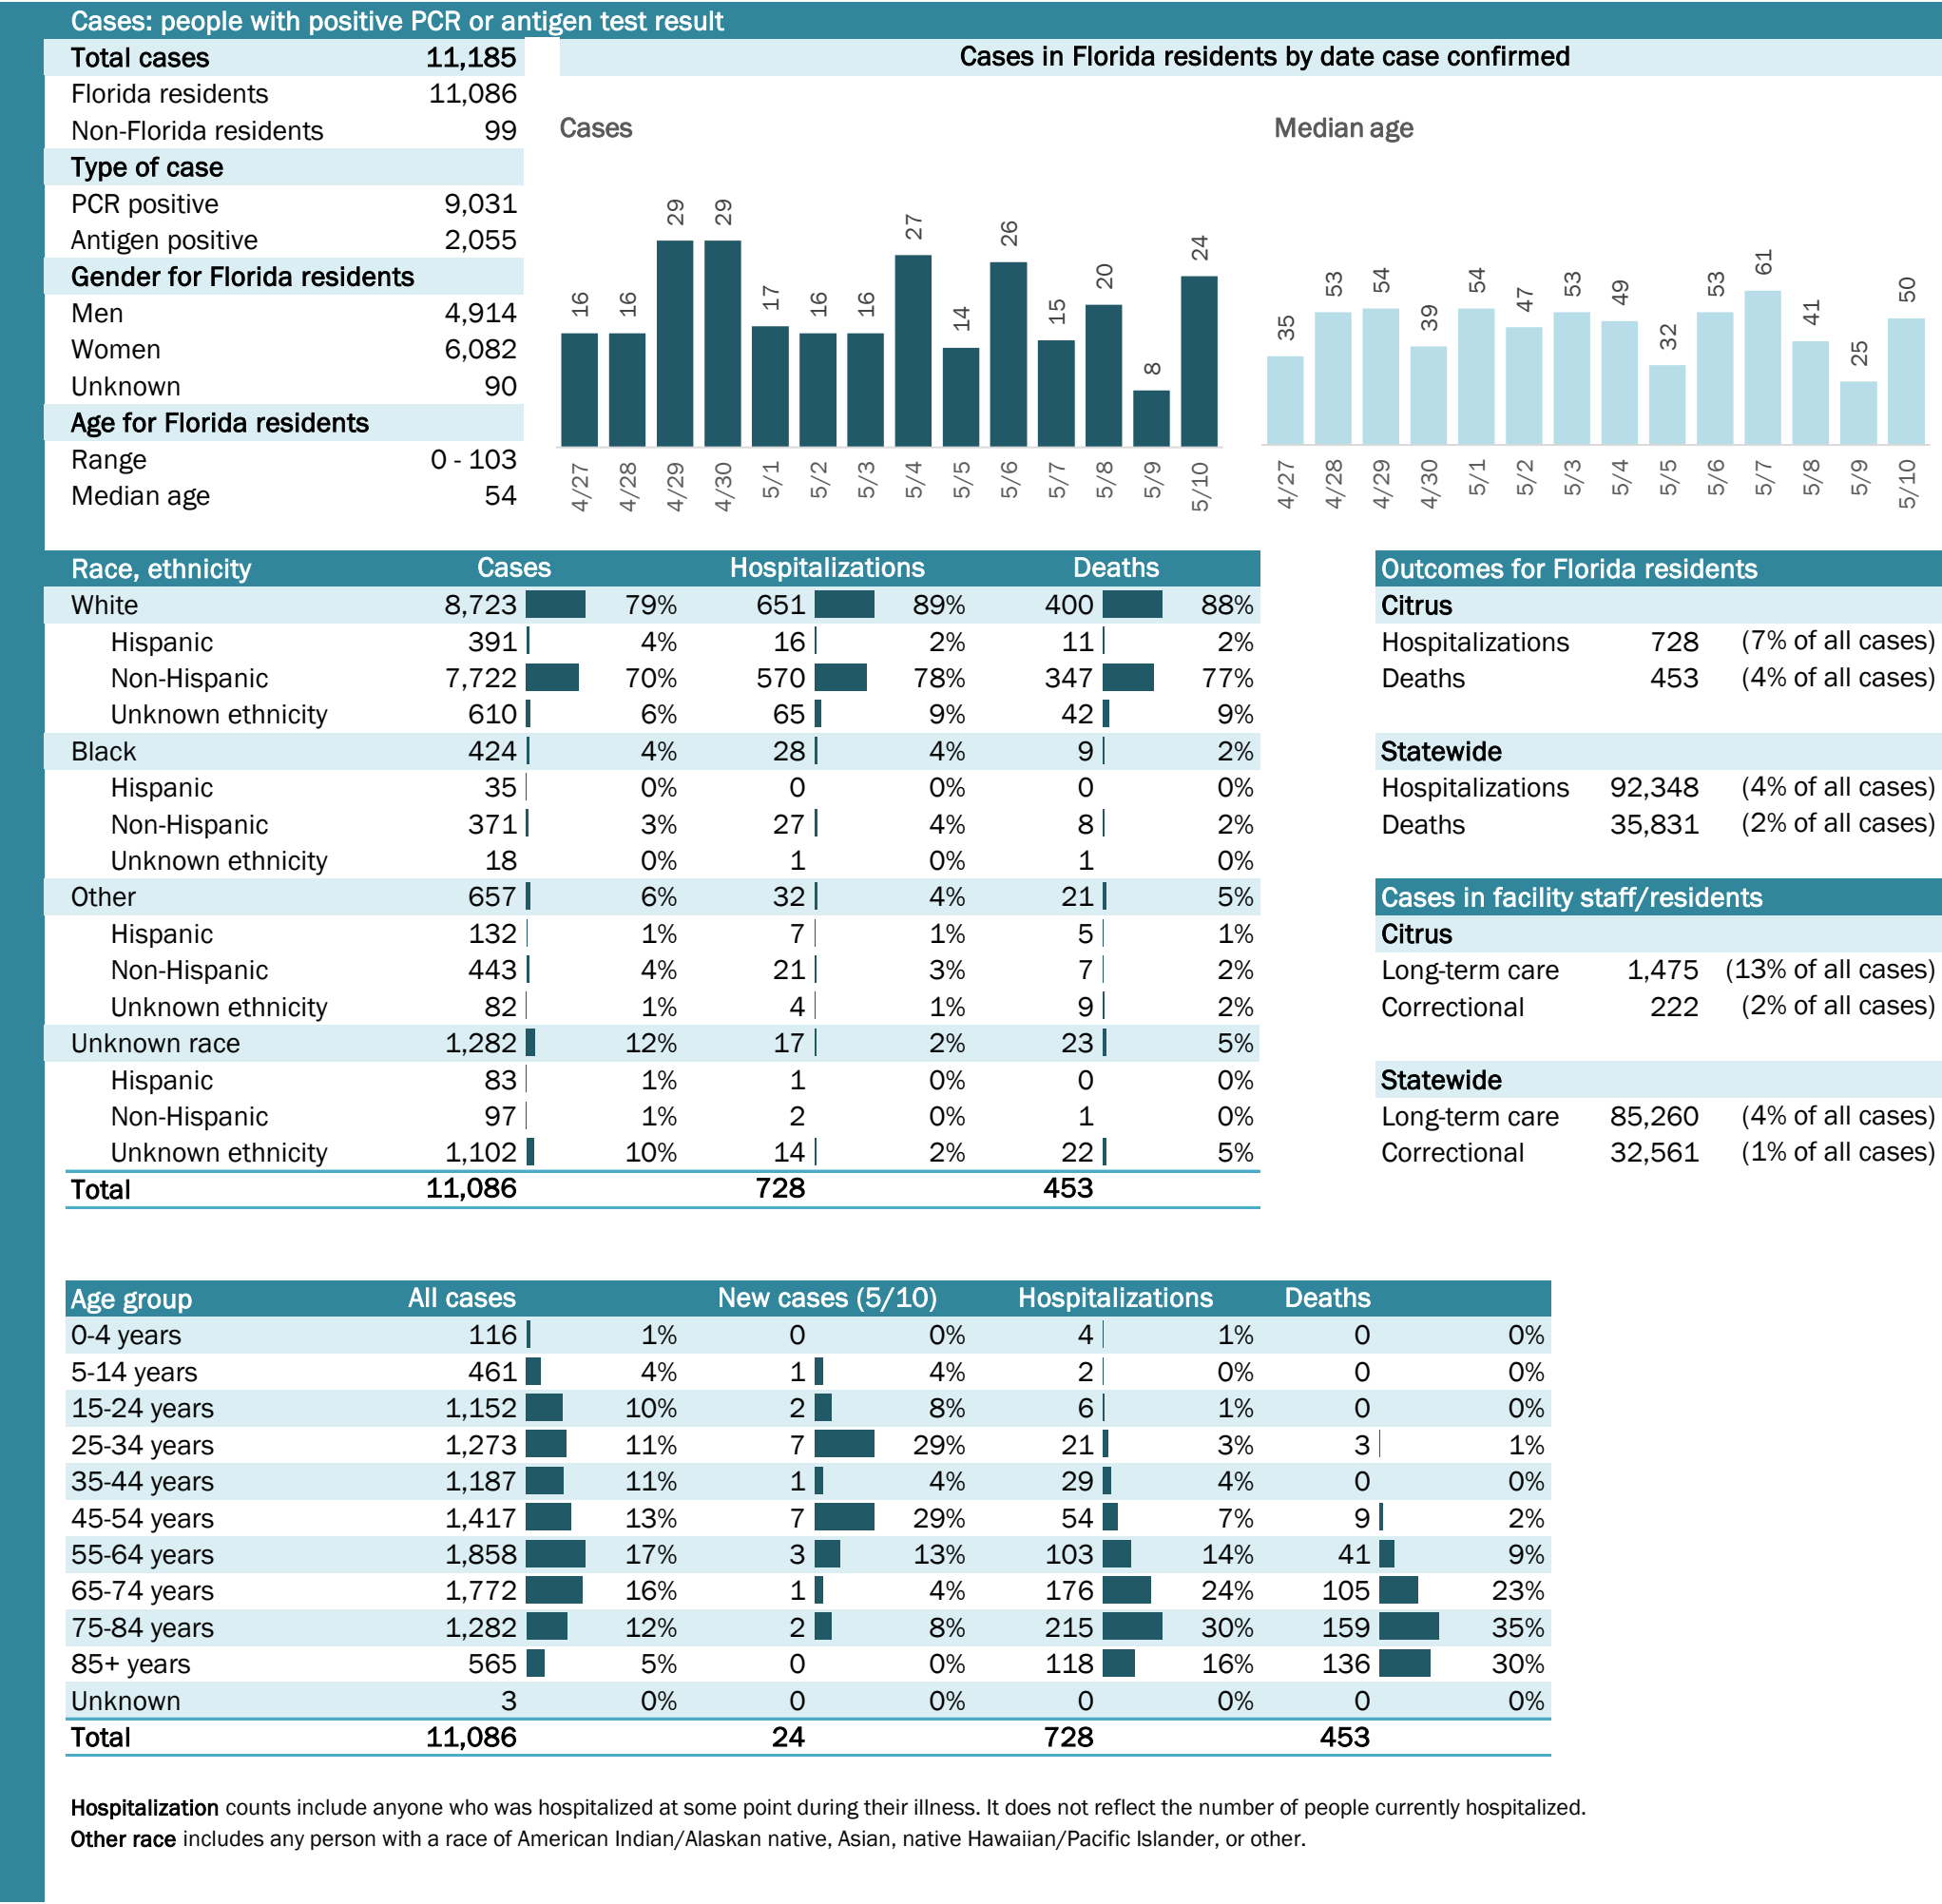 Cases: people with positive PCR or antigen test result
Total cases 11,185
Florida residents 11,086
Non-Florida residents 99
Type of case
PCR positive 9,031
Antigen positive 2,055
Gender for Florida residents
Men 4,914
Women 6,082
Unknown 90
Age for Florida residents
Range 0 - 103
Median age 54
Cases in Florida residents by date case confirmed
Cases
16 16 29 29 17 16 16 27 14 26 15 20 8 24
4/27 4/28 4/29 4/30 5/1 5/2 5/3 5/4 5/5 5/6 5/7 5/8 5/9 5/10
Median age
35 53 54 39 54 47 53 49 32 53 61 41 25 50
4/27 4/28 4/29 4/30 5/1 5/2 5/3 5/4 5/5 5/6 5/7 5/8 5/9 5/10
Race, ethnicity Cases Hospitalizations Deaths
White 8,723 79% 651 89% 400 88%
Hispanic 391 4% 16 2% 11 2%
Non-Hispanic 7,722 70% 570 78% 347 77%
Unknown ethnicity 610 6% 65 9% 42 9%
Black 424 4% 28 4% 9 2%
Hispanic 35 0% 0 0% 0 0%
Non-Hispanic 371 3% 27 4% 8 2%
Unknown ethnicity 18 0% 1 0% 1 0%
Other 657 6% 32 4% 21 5%
Hispanic 132 1% 7 1% 5 1%
Non-Hispanic 443 4% 21 3% 7 2%
Unknown ethnicity 82 1% 4 1% 9 2%
Unknown race 1,282 12% 17 2% 23 5%
Hispanic 83 1% 1 0% 0 0%
Non-Hispanic 97 1% 2 0% 1 0%
Unknown ethnicity 1,102 10% 14 2% 22 5%
Total 11,086 728 453
Outcomes for Florida residents
Citrus
Hospitalizations 728 (7% of all cases)
Deaths 453 (4% of all cases)
Statewide
Hospitalizations 92,348 (4% of all cases)
Deaths 35,831 (2% of all cases)
Cases in facility staff/residents
Citrus
Long-term care 1,475 (13% of all cases)
Correctional 222 (2% of all cases)
Statewide
Long-term care 85,260 (4% of all cases)
Correctional 32,561 (1% of all cases)
Age group All cases New cases (5/10) Hospitalizations Deaths
0-4 years 116 1% 0 0% 4 1% 0 0%
5-14 years 461 4% 1 4% 2 0% 0 0%
15-24 years 1,152 10% 2 8% 6 1% 0 0%
25-34 years 1,273 11% 7 29% 21 3% 3 1%
35-44 years 1,187 11% 1 4% 29 4% 0 0%
45-54 years 1,417 13% 7 29% 54 7% 9 2%
55-64 years 1,858 17% 3 13% 103 14% 41 9%
65-74 years 1,772 16% 1 4% 176 24% 105 23%
75-84 years 1,282 12% 2 8% 215 30% 159 35%
85+ years 565 5% 0 0% 118 16% 136 30%
Unknown 3 0% 0 0% 0 0% 0 0%
Total 11,086 24 728 453
Hospitalization counts include anyone who was hospitalized at some point during their illness. It does not reflect the number of people currently hospitalized.
Other race includes any person with a race of American Indian/Alaskan native, Asian, native Hawaiian/Pacific Islander, or other.